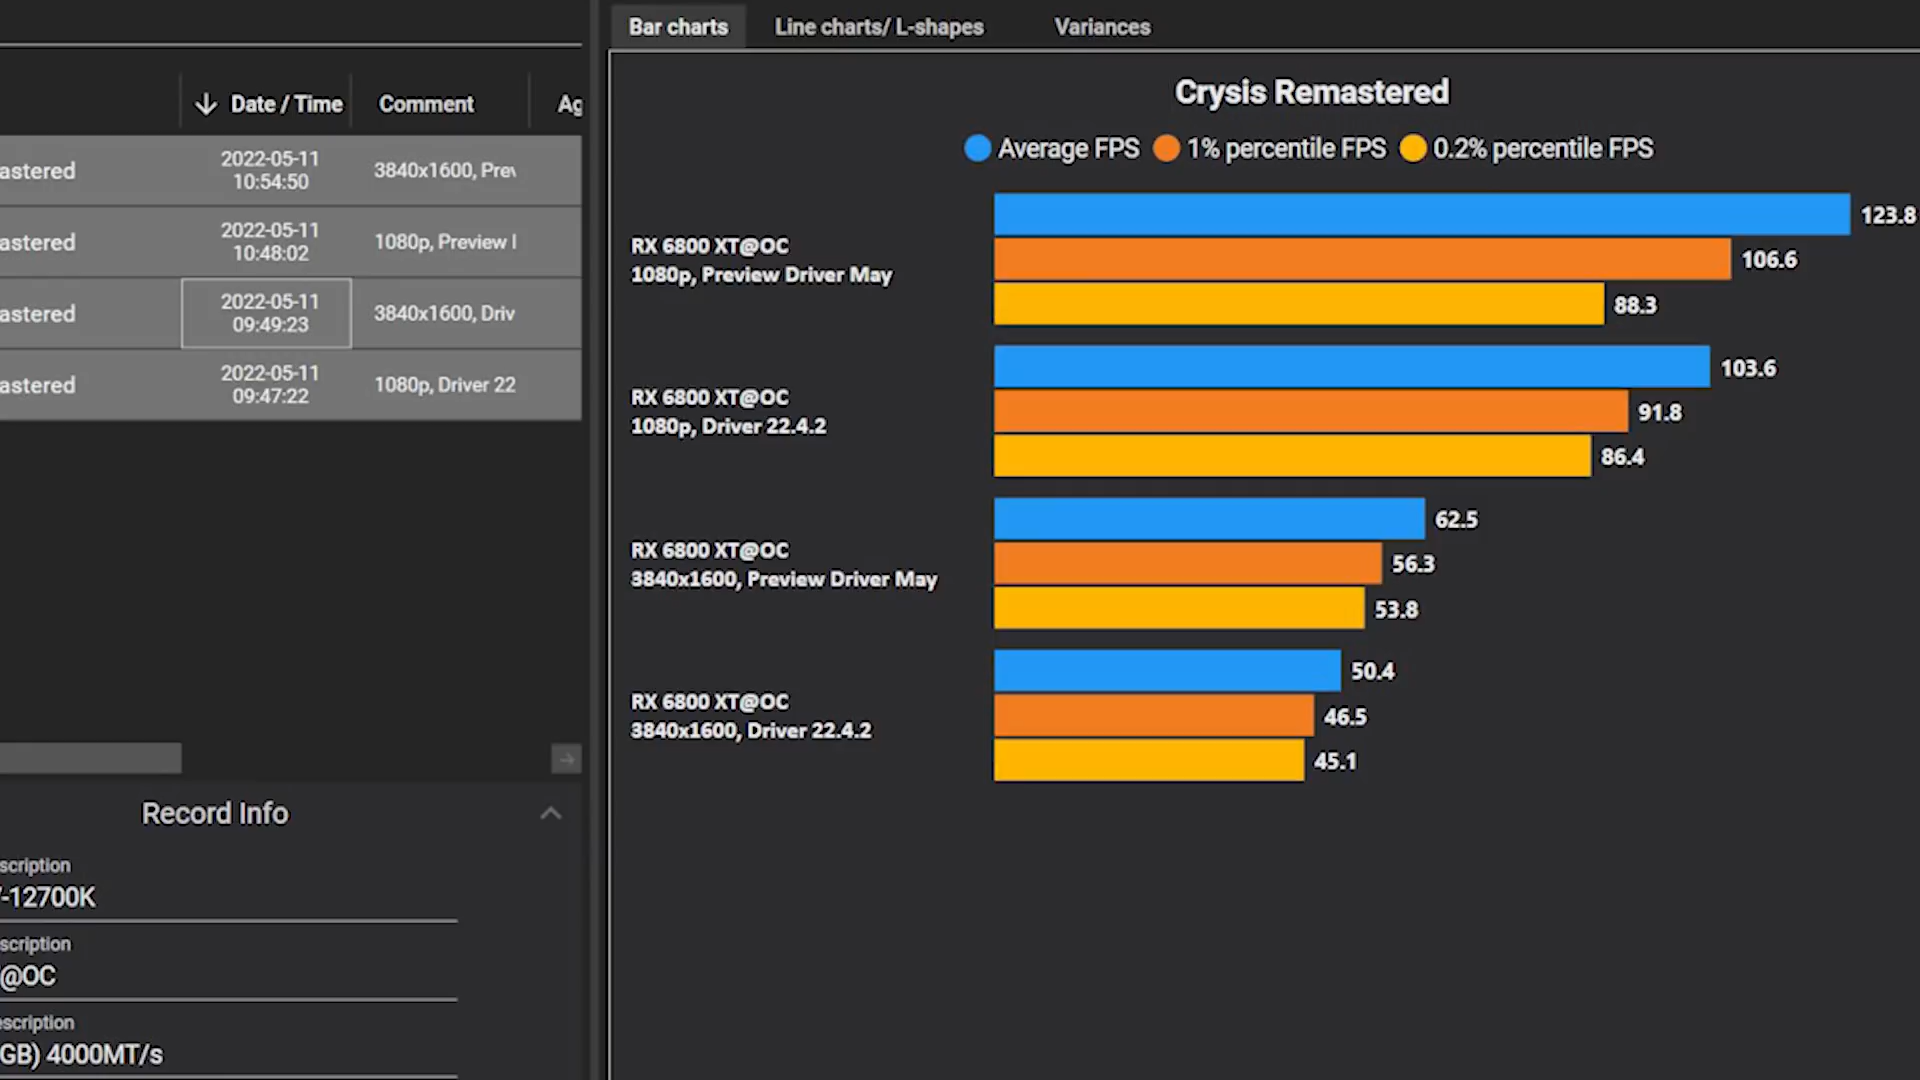 Bar charts
Line charts/ L-shapes
Variances
Date / Time
Comment
Ag
astered
2022-05-11
10:54:50
3840x1600, Prev
astered
2022-05-11
10:48:02
1080p, Preview
astered
2022-05-11
09:49:23
3840x1600, Driv
astered
2022-05-11
09:47:22
1080p, Driver 22
Record Info
scription
-12700K
scription
@OC
scription
GB) 4000MT/s
Crysis Remastered
Average FPS
1% percentile FPS
0.2% percentile FPS
RX 6800 XT@OC
1080p, Preview Driver May
123.8
106.6
88.3
RX 6800 XT@OC
1080p, Driver 22.4.2
103.6
91.8
86.4
RX 6800 XT@OC
3840x1600, Preview Driver May
62.5
56.3
53.8
RX 6800 XT@OC
3840x1600, Driver 22.4.2
50.4
46.5
45.1